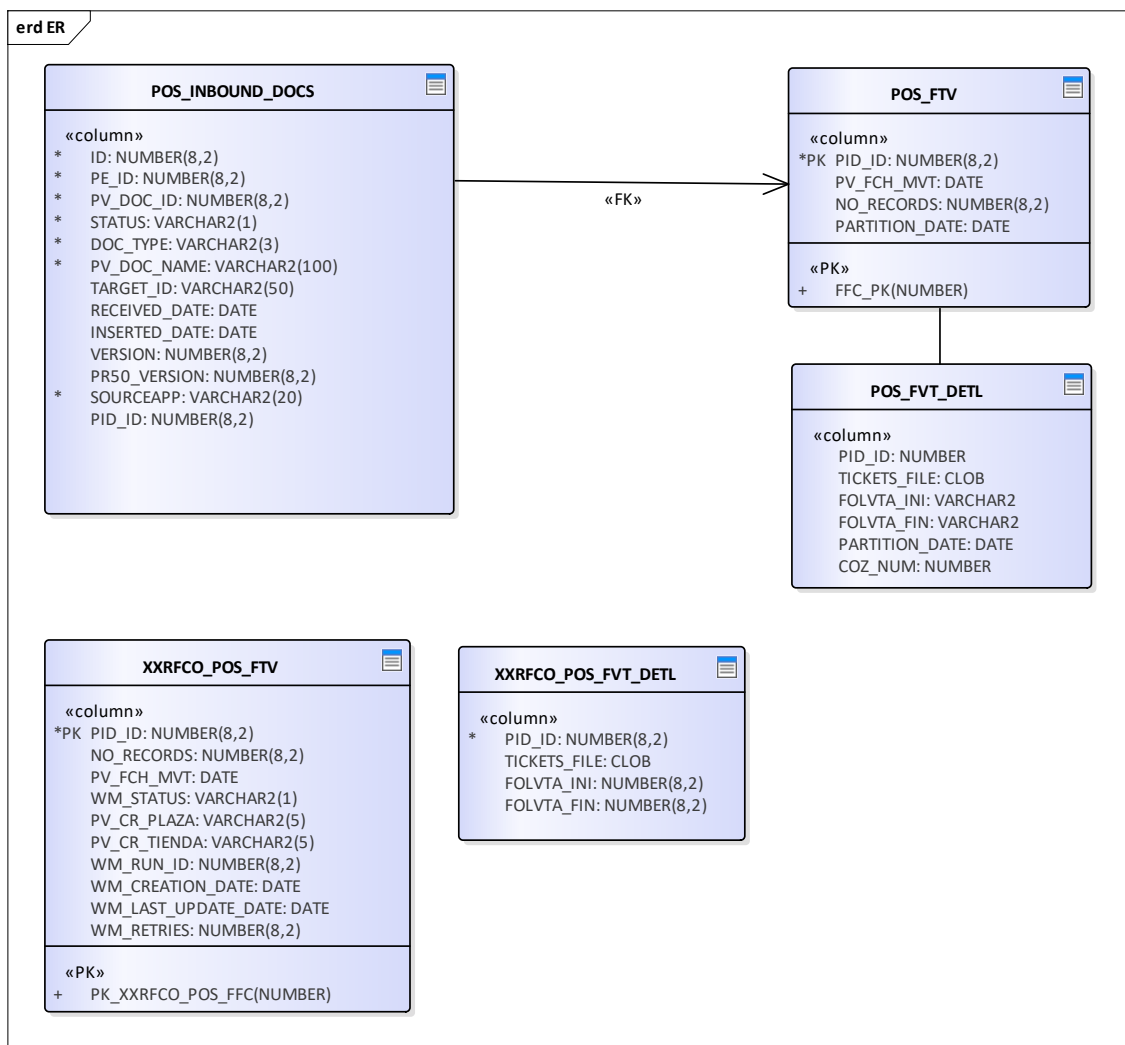 erd ER
POS_INBOUND_DOCS
«column»
* ID: NUMBER(8,2)
* PE_ID: NUMBER(8,2)
* PV_DOC_ID: NUMBER(8,2)
* STATUS: VARCHAR2(1)
* DOC_TYPE: VARCHAR2(3)
* PV_DOC_NAME: VARCHAR2(100)
TARGET_ID: VARCHAR2(50)
RECEIVED_DATE: DATE
INSERTED_DATE: DATE
VERSION: NUMBER(8,2)
PR50_VERSION: NUMBER(8,2)
* SOURCEAPP: VARCHAR2(20)
PID_ID: NUMBER(8,2)
«FK»
POS_FTV
«column»
*PK PID_ID: NUMBER(8,2)
PV_FCH_MVT: DATE
NO_RECORDS: NUMBER(8,2)
PARTITION_DATE: DATE
«PK»
+ FFC_PK(NUMBER)
POS_FVT_DETL
«column»
PID_ID: NUMBER
TICKETS_FILE: CLOB
FOLVTA_INI: VARCHAR2
FOLVTA_FIN: VARCHAR2
PARTITION_DATE: DATE
COZ_NUM: NUMBER
XXRFCO_POS_FTV
«column»
*PK PID_ID: NUMBER(8,2)
NO_RECORDS: NUMBER(8,2)
PV_FCH_MVT: DATE
WM_STATUS: VARCHAR2(1)
PV_CR_PLAZA: VARCHAR2(5)
PV_CR_TIENDA: VARCHAR2(5)
WM_RUN_ID: NUMBER(8,2)
WM_CREATION_DATE: DATE
WM_LAST_UPDATE_DATE: DATE
WM_RETRIES: NUMBER(8,2)
«PK»
+ PK_XXRFCO_POS_FFC(NUMBER)
XXRFCO_POS_FVT_DETL
«column»
* PID_ID: NUMBER(8,2)
TICKETS_FILE: CLOB
FOLVTA_INI: NUMBER(8,2)
FOLVTA_FIN: NUMBER(8,2)